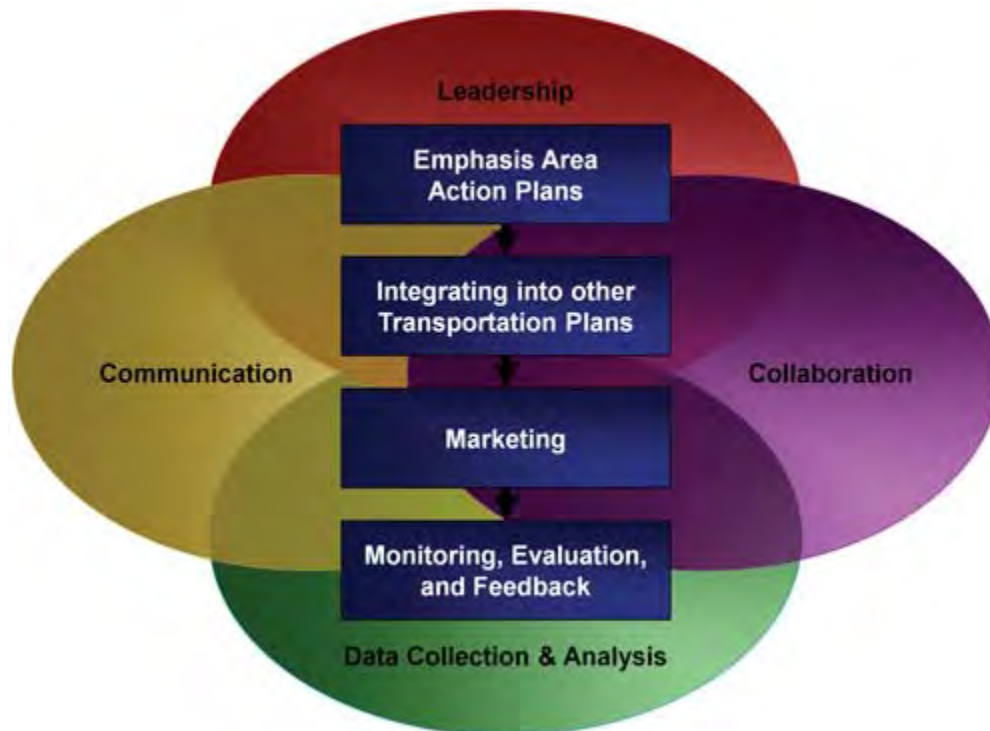 Leadership
Emphasis Area
Action Plans
Integrating into other
Transportation Plans
Communication
Collaboration
Marketing
Monitoring, Evaluation,
and Feedback
Data Collection & Analysis